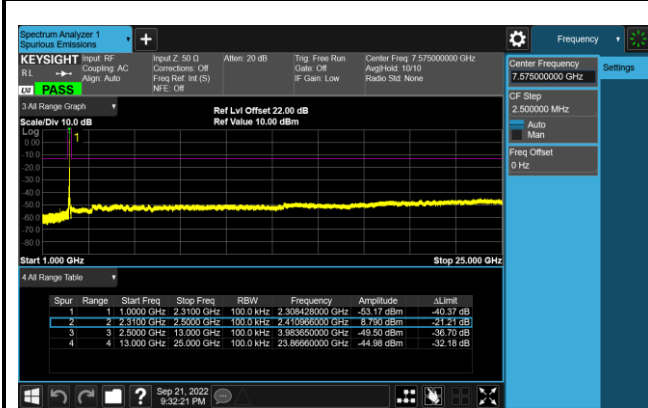 Spectrum Analyzer 1
Spurious Emissions
Frequency
KEYSIGHT
RL
Align: Auto
LXI
PASS
Input: RF
Coupling: AC
Input Z: 50 Ω
Corrections: Off
Freq Ref: Int (S)
NFE: Off
Atten: 20 dB
Trig: Free Run
Gate: Off
IF Gain: Low
Center Freq: 7.575000000 GHz
Avg|Hold: 10/10
Radio Std: None
Center Frequency
7.575000000 GHz
Settings
CF Step
2.500000 MHz
Auto
Man
Freq Offset
0 Hz
3 All Range Graph
Scale/Div 10.0 dB
Ref Lvl Offset 22.00 dB
Ref Value 10.00 dBm
Log
1
0.00
-10.0
-20.0
-30.0
-40.0
-50.0
-60.0
-70.0
-80.0
Start 1.000 GHz
Stop 25.000 GHz
4 All Range Table
Spur Range Start Freq Stop Freq RBW Frequency Amplitude ΔLimit
1 1 1.0000 GHz 2.3100 GHz 100.0 kHz 2.308428000 GHz -53.17 dBm -40.37 dB
2 2 2.3100 GHz 2.5000 GHz 100.0 kHz 2.410966000 GHz 8.790 dBm -21.21 dB
3 3 2.5000 GHz 13.000 GHz 100.0 kHz 3.983650000 GHz -49.50 dBm -36.70 dB
4 4 13.000 GHz 25.000 GHz 100.0 kHz 23.86660000 GHz -44.98 dBm -32.18 dB
Sep 21, 2022
9:32:21 PM